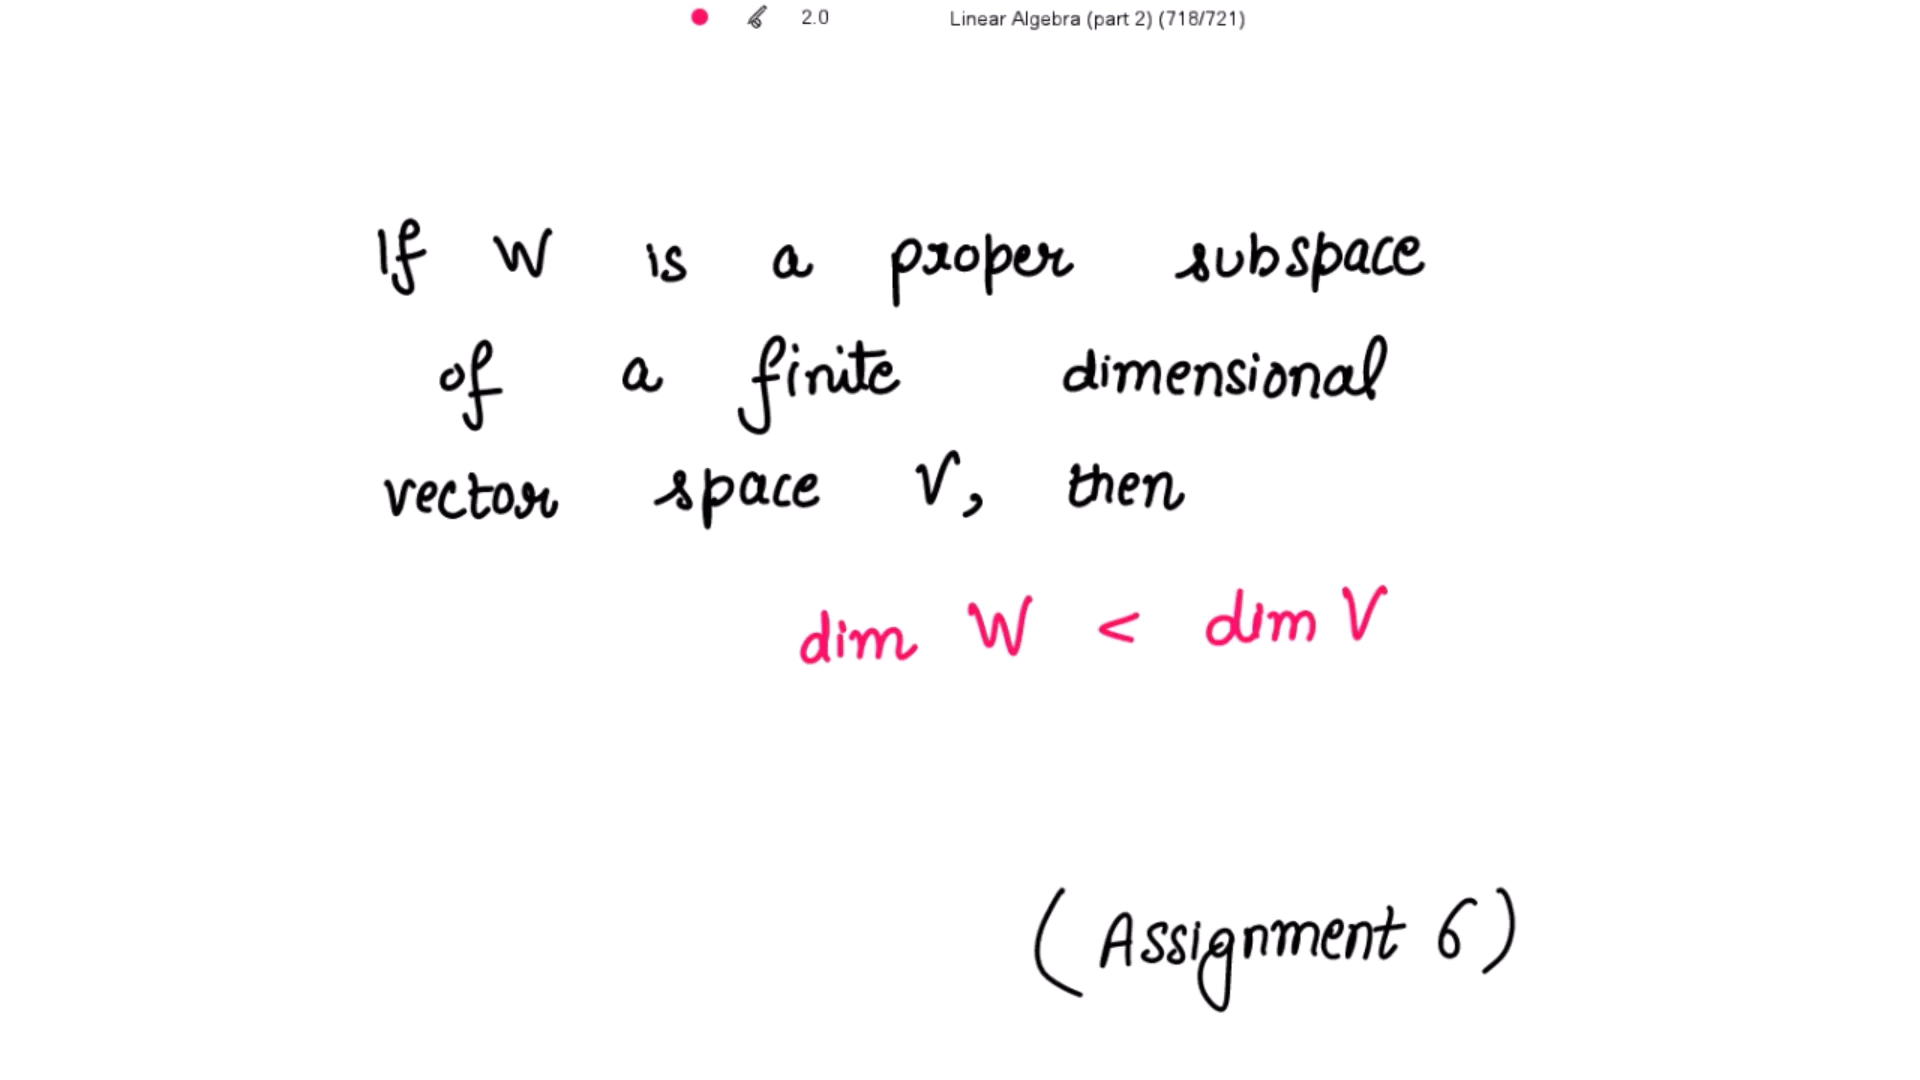 2.0 Linear Algebra (part 2) (718/721)
If W is a proper subspace
of a finite dimensional
vector space V, then
dim W < dim V
(Assignment 6)